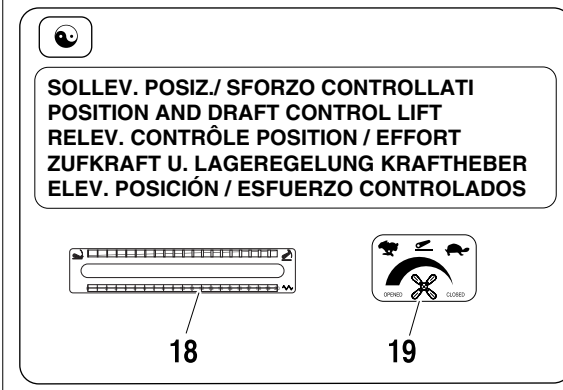 SOLLEV. POSIZ./ SFORZO CONTROLLATI
POSITION AND DRAFT CONTROL LIFT
RELEV. CONTRÔLE POSITION / EFFORT
ZUFKRAFT U. LAGEREGELUNG KRAFTHEBER
ELEV. POSICIÓN / ESFUERZO CONTROLADOS
OPENED CLOSED
18 19